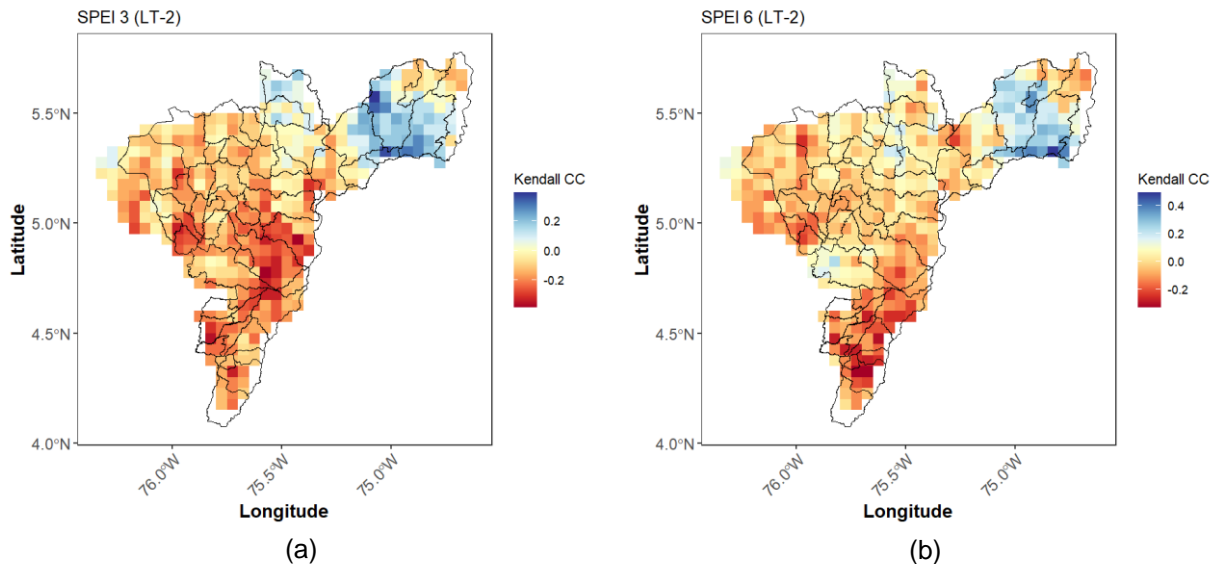 SPEI 3 (LT-2)
5.5°N
5.0°N
4.5°N
4.0°N
Latitude
76.0°W
75.5°W
75.0°W
Longitude
Kendall CC
0.2
0.0
-0.2
(a)
SPEI 6 (LT-2)
5.5°N
5.0°N
4.5°N
4.0°N
Latitude
76.0°W
75.5°W
75.0°W
Longitude
Kendall CC
0.4
0.2
0.0
-0.2
(b)